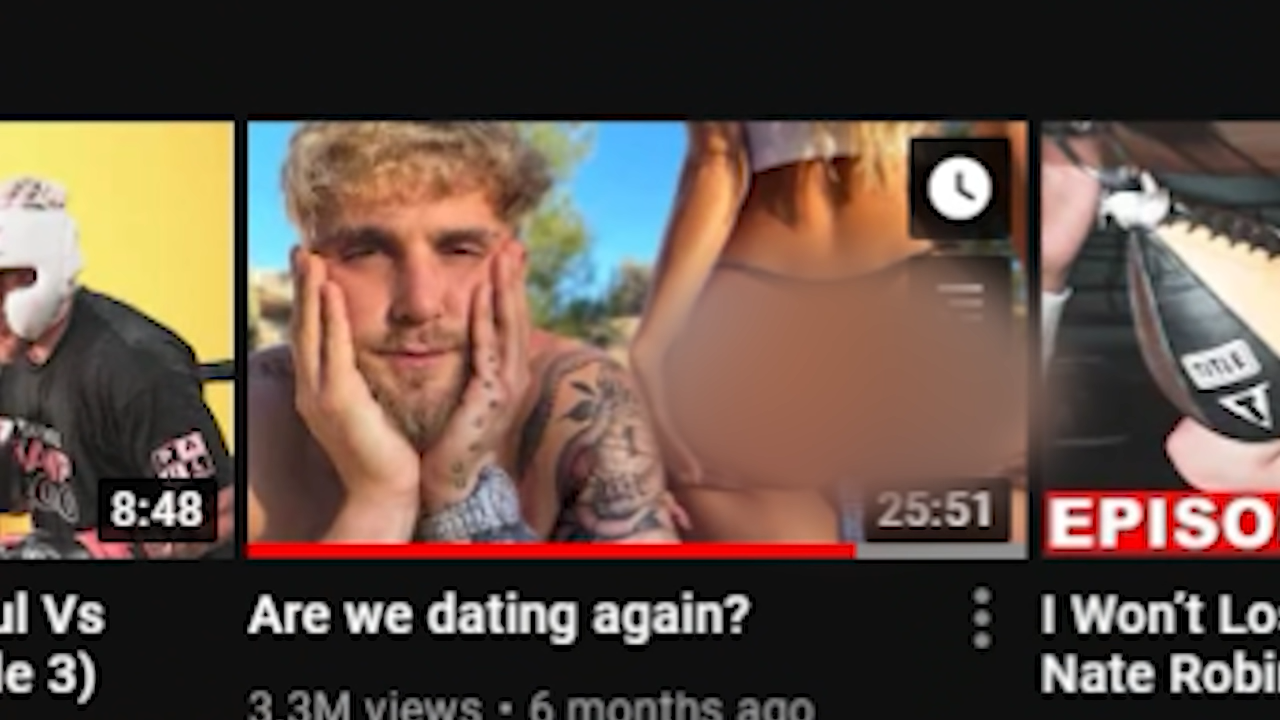 8:48
25:51
TITLE
EPISO
ul Vs
le 3)
Are we dating again?
3.3M views • 6 months ago
I Won't Los
Nate Robi